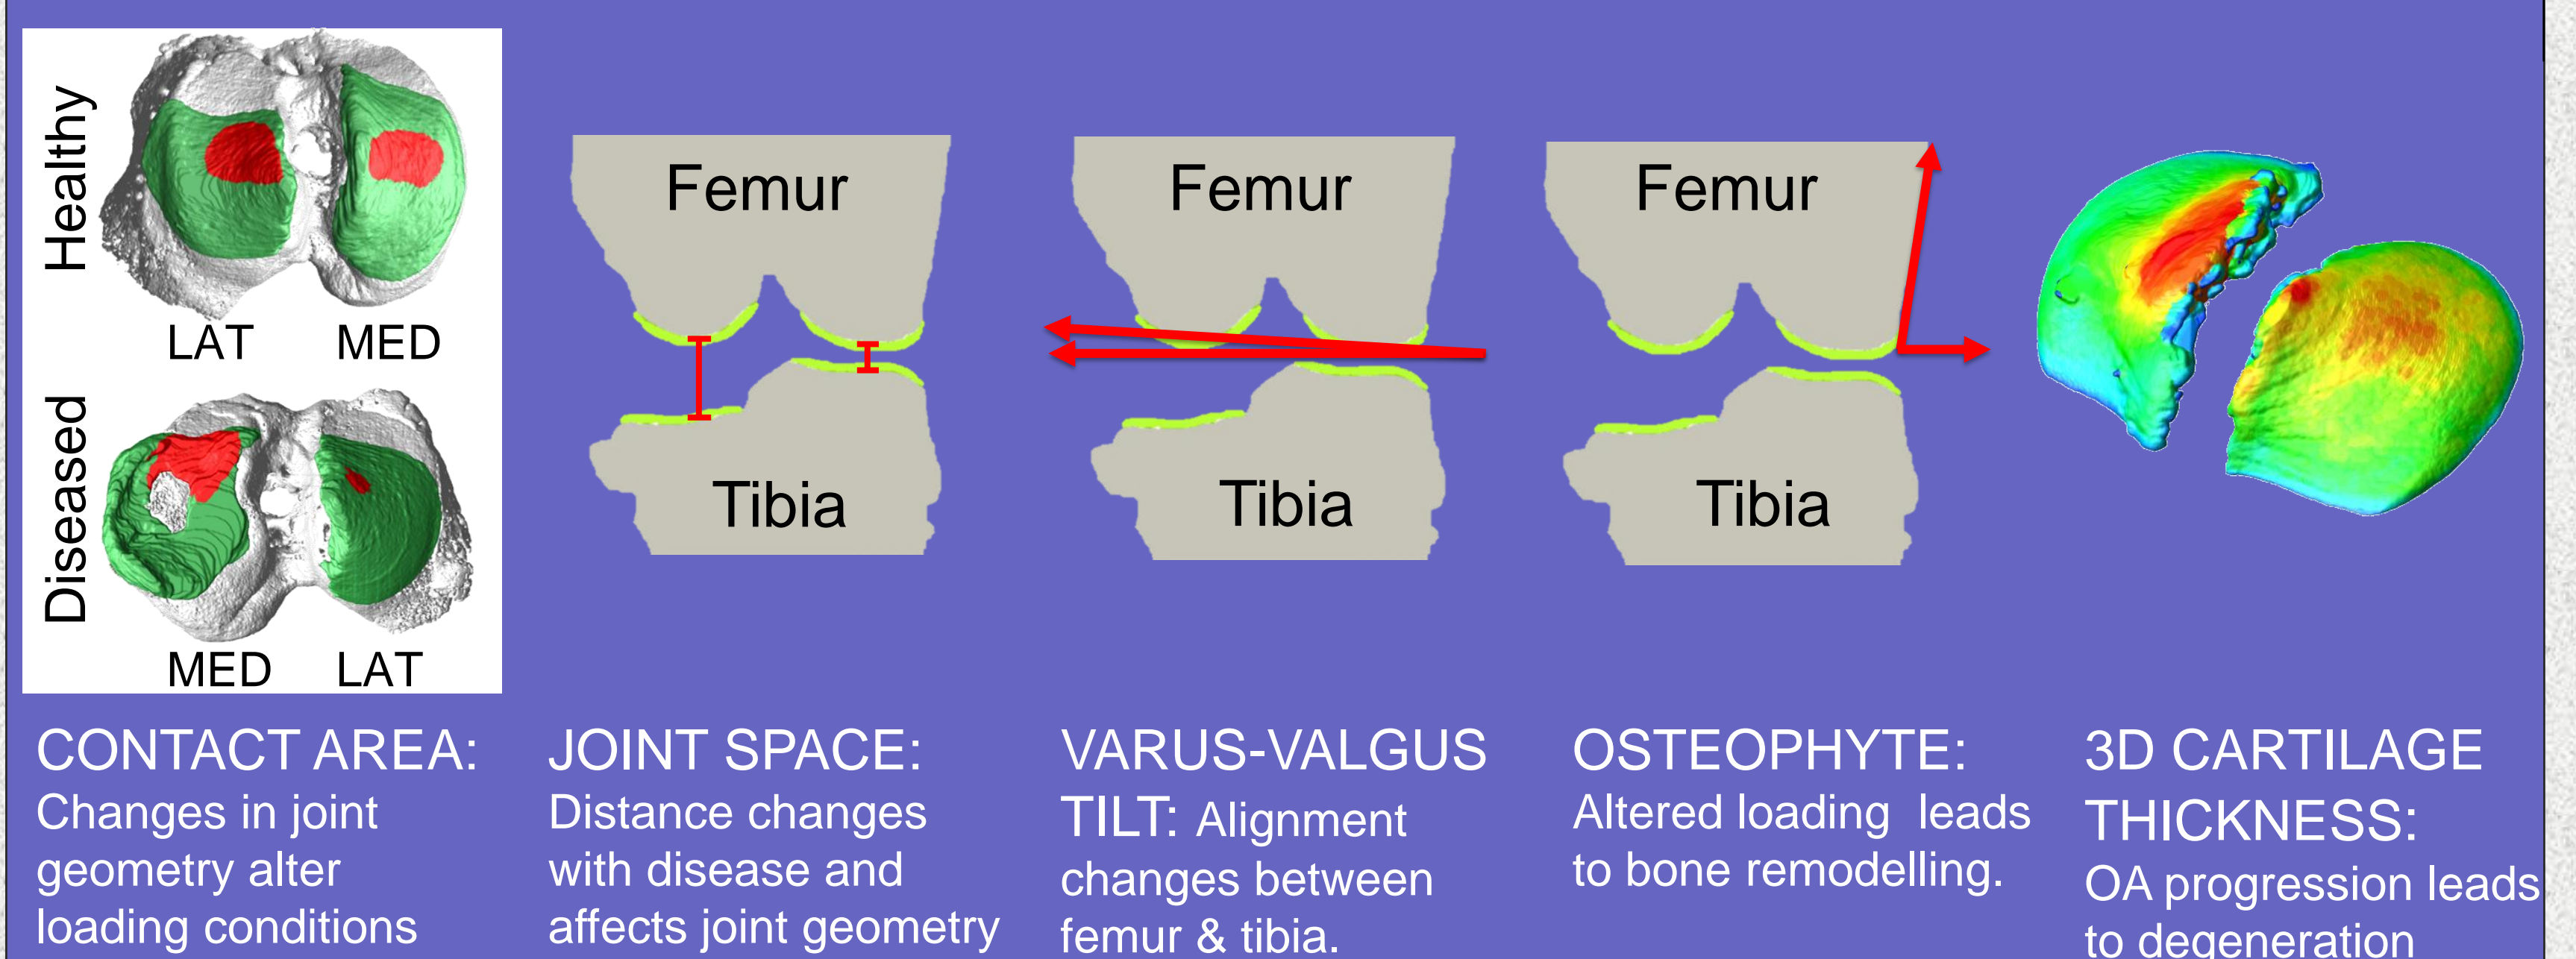 Healthy
LAT MED
Diseased
MED LAT
Femur
Tibia
Femur
Tibia
Femur
Tibia
CONTACT AREA:
Changes in joint
geometry alter
loading conditions
JOINT SPACE:
Distance changes
with disease and
affects joint geometry
VARUS-VALGUS
TILT: Alignment
changes between
femur & tibia.
OSTEOPHYTE:
Altered loading  leads
to bone remodelling.
3D CARTILAGE
THICKNESS:
OA progression leads
to degeneration